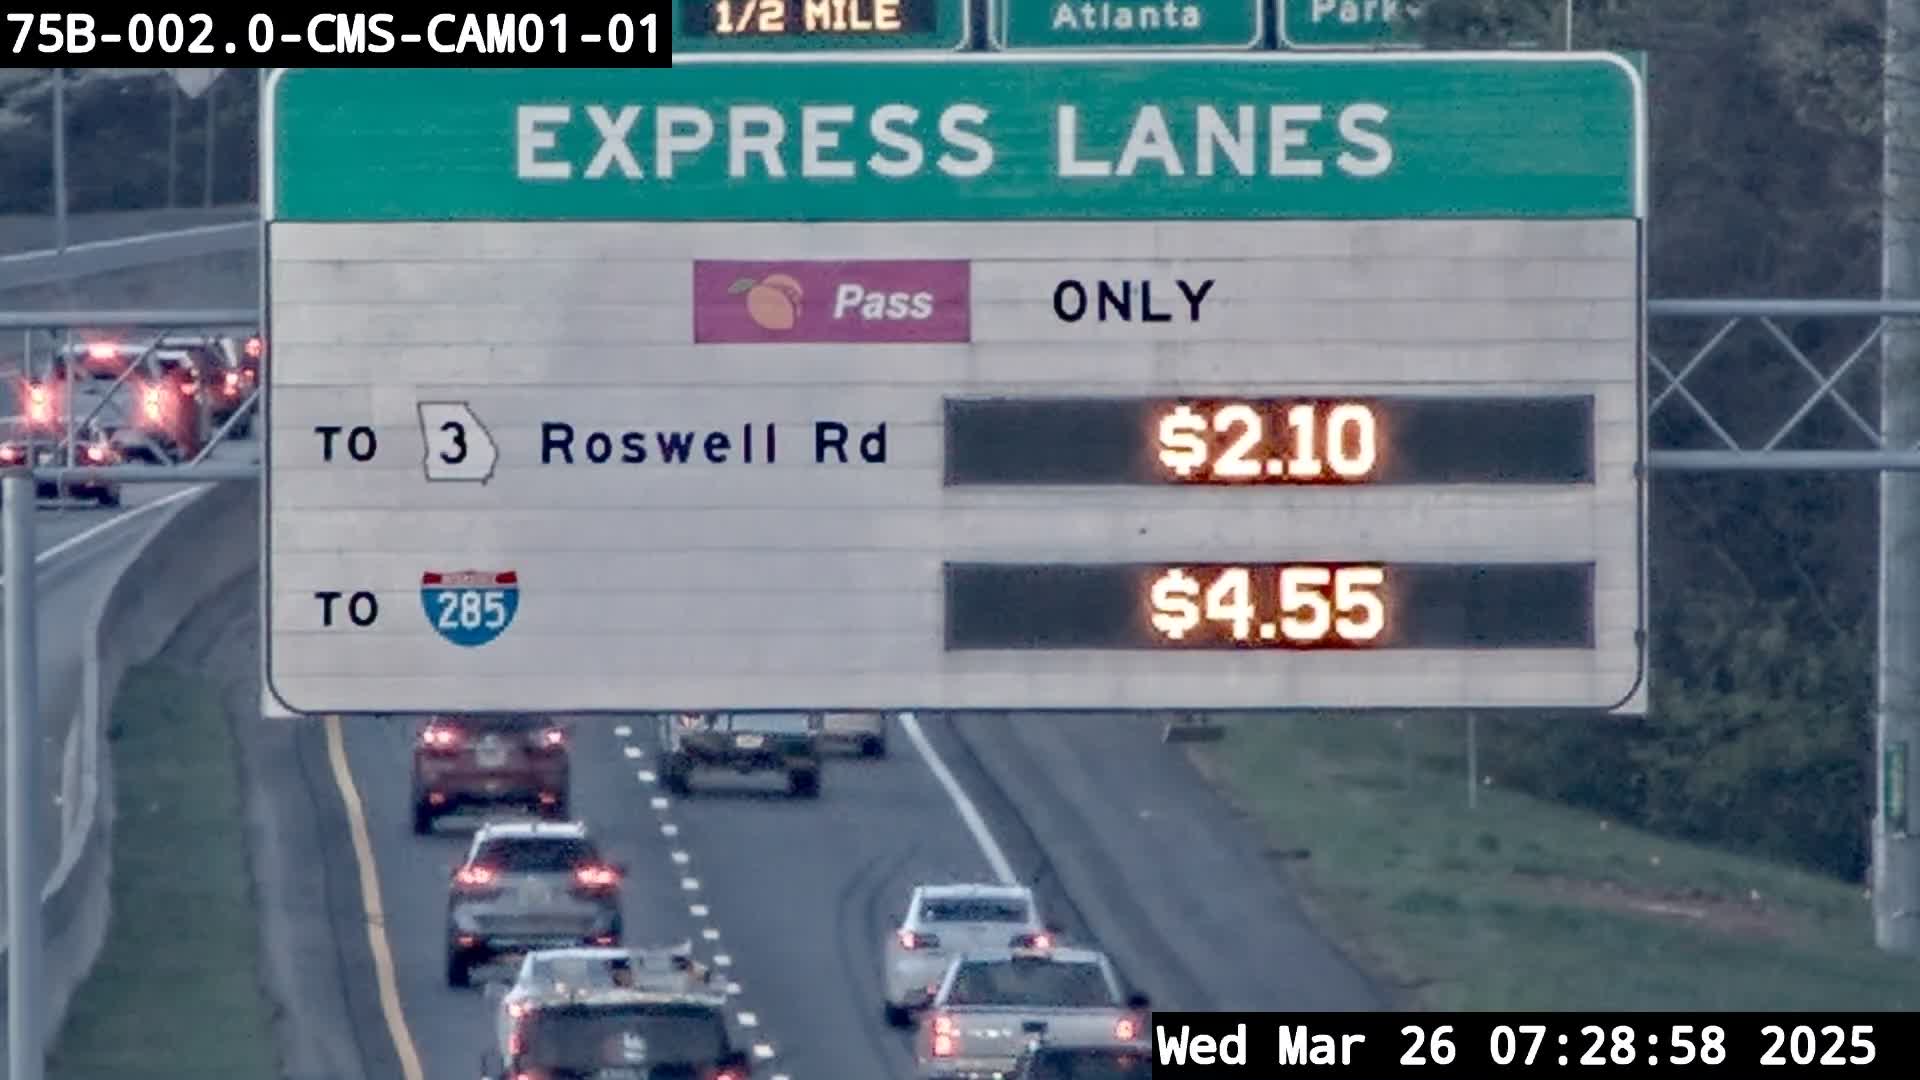 75B-002.0-CMS-CAM01-01
1/2 MILE
Atlanta
EXPRESS LANES
Pass ONLY
TO 3 Roswell Rd $2.10
TO 285 $4.55
Wed Mar 26 07:28:58 2025